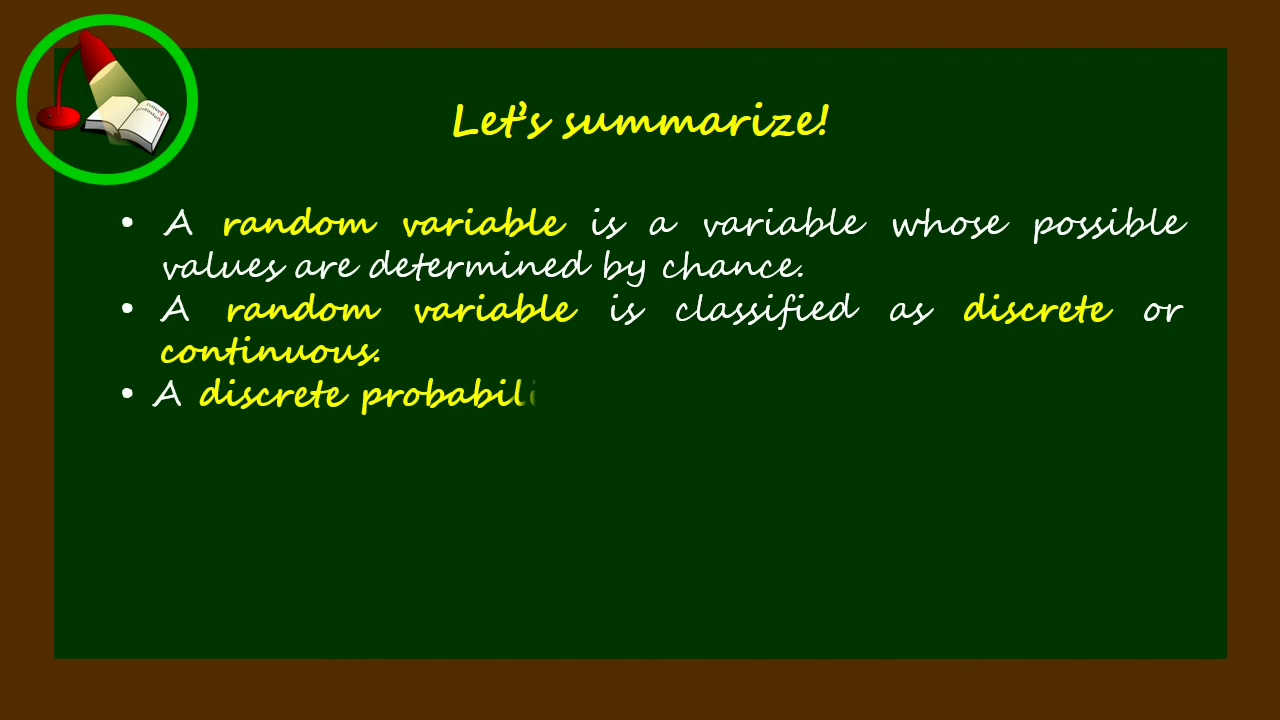 Let's summarize!
• A random variable is a variable whose possible
values are determined by chance.
• A random variable is classified as discrete or
continuous.
• A discrete probabili